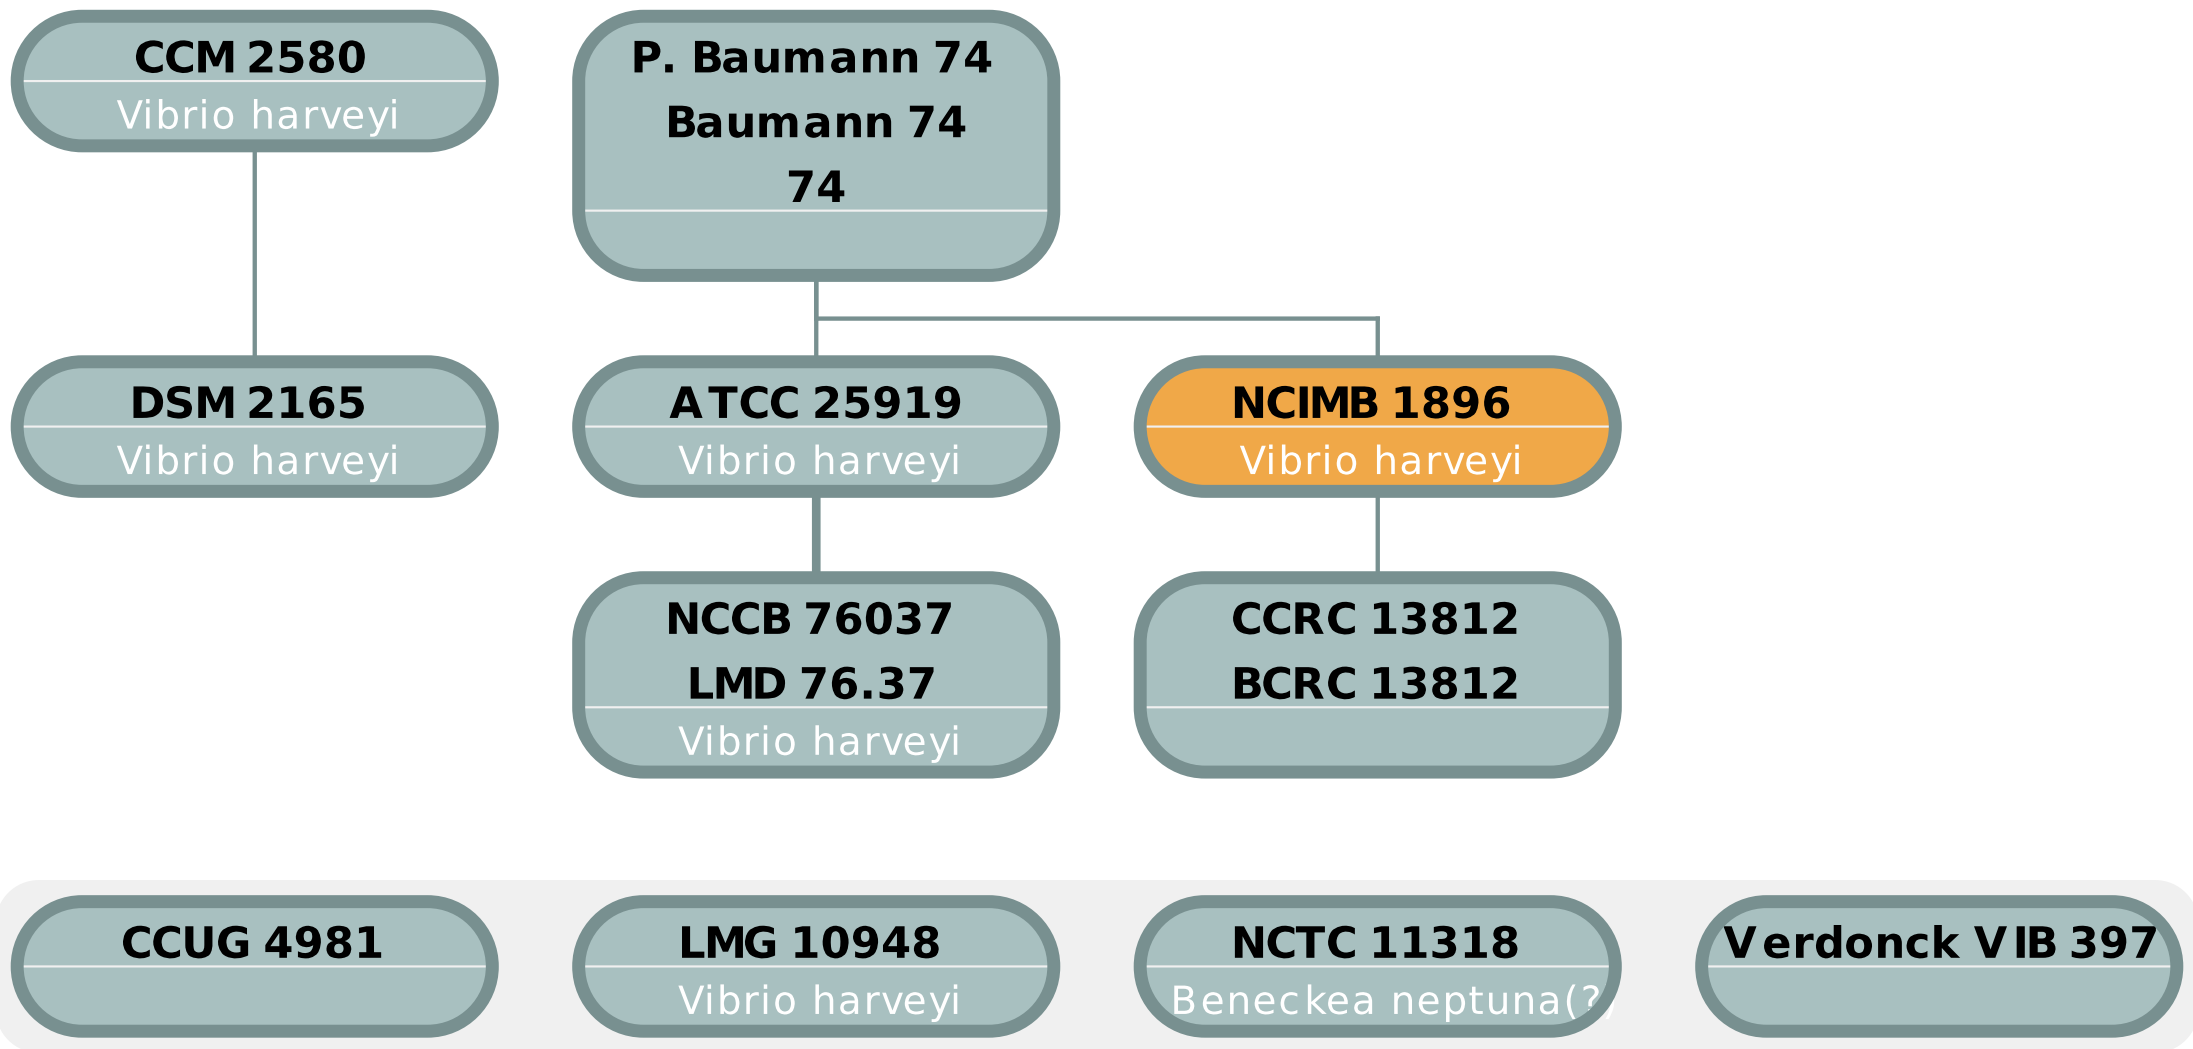 CCM 2580
Vibrio harveyi
P. Baumann 74
Baumann 74
74
DSM 2165
Vibrio harveyi
ATCC 25919
Vibrio harveyi
NCIMB 1896
Vibrio harveyi
NCCB 76037
LMD 76.37
Vibrio harveyi
CCRC 13812
BCRC 13812
CCUG 4981
LMG 10948
Vibrio harveyi
NCTC 11318
Beneckea neptuna(?)
Verdonck VIB 397